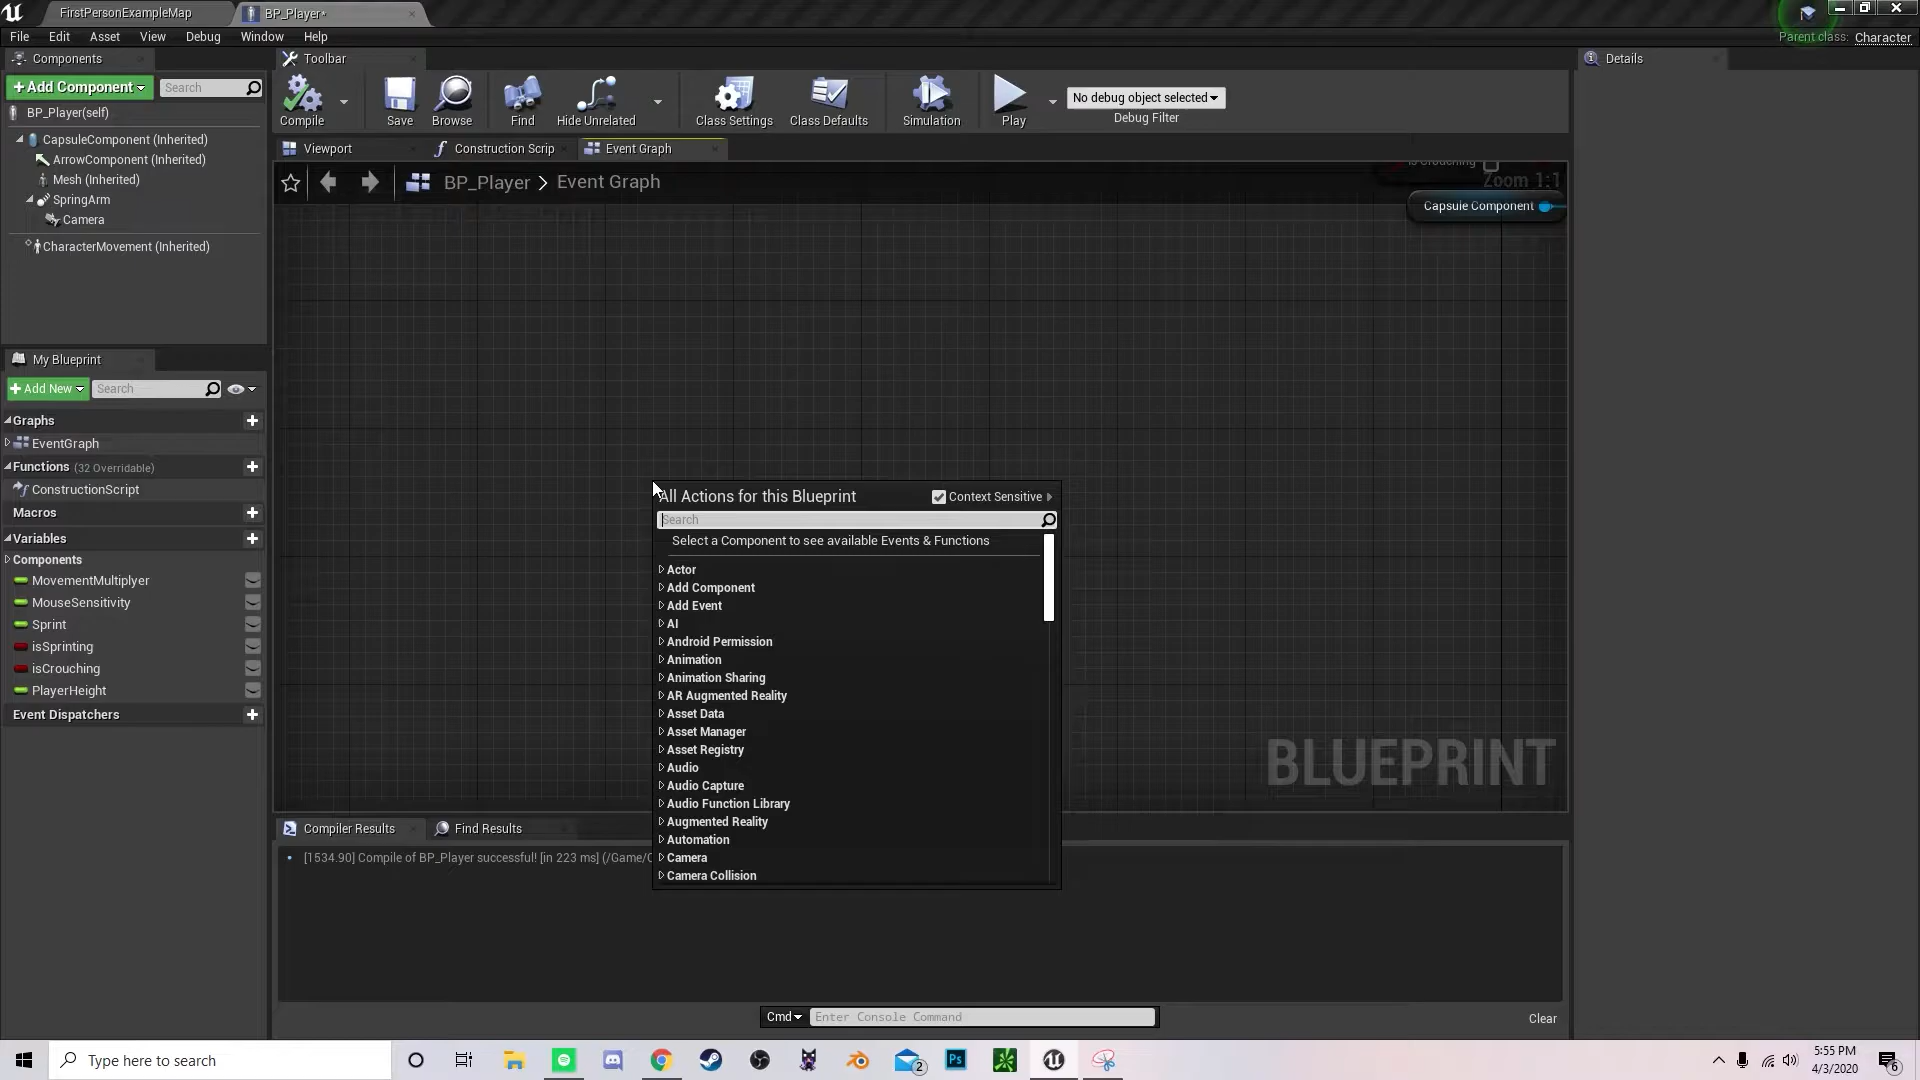 FirstPersonExampleMap
BP_Player*
File Edit Asset View Debug Window Help
Parent class: Character
Components
+Add Component
Search
BP_Player(self)
CapsuleComponent (Inherited)
ArrowComponent (Inherited)
Mesh (Inherited)
SpringArm
Camera
CharacterMovement (Inherited)
My Blueprint
+Add New
Search
Graphs
EventGraph
Functions (32 Overridable)
ConstructionScript
Macros
Variables
Components
MovementMultiplyer
MouseSensitivity
Sprint
isSprinting
isCrouching
PlayerHeight
Event Dispatchers
Toolbar
Compile
Save
Browse
Find
Hide Unrelated
Class Settings
Class Defaults
Simulation
Play
No debug object selected
Debug Filter
Viewport
Construction Scrip
Event Graph
BP_Player > Event Graph
Is Crouching
Zoom 1:1
Capsule Component
All Actions for this Blueprint
Context Sensitive
Search
Select a Component to see available Events & Functions
Actor
Add Component
Add Event
AI
Android Permission
Animation
Animation Sharing
AR Augmented Reality
Asset Data
Asset Manager
Asset Registry
Audio
Audio Capture
Audio Function Library
Augmented Reality
Automation
Camera
Camera Collision
BLUEPRINT
Compiler Results
Find Results
[1534.90] Compile of BP_Player successful! [in 223 ms] (/Game/
Cmd
Enter Console Command
Clear
Details
Type here to search
2
Ps
5:55 PM
4/3/2020
6